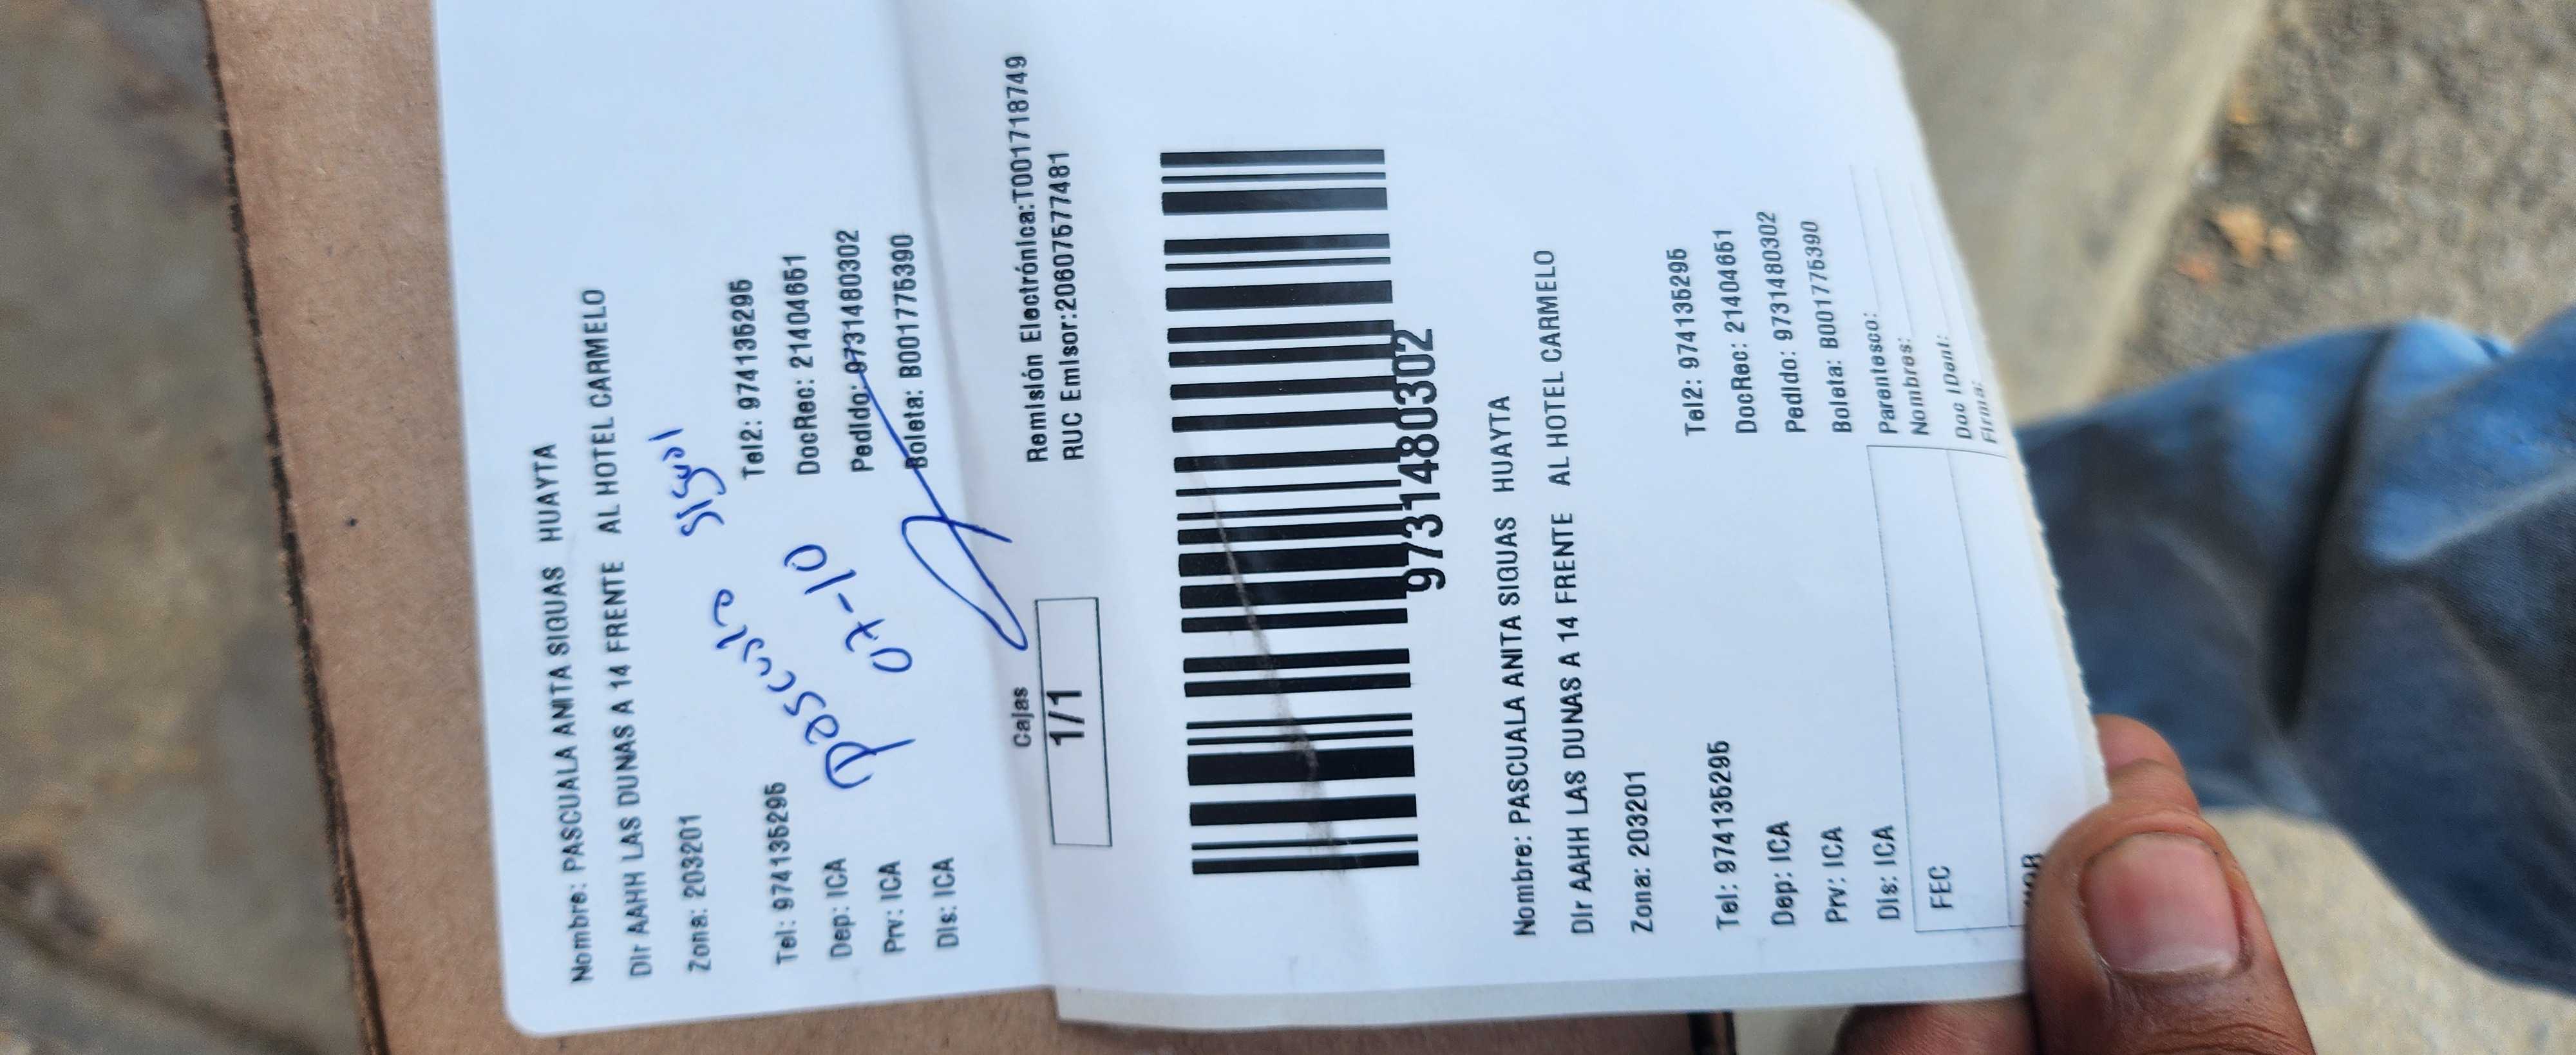 Nombre: PASCUALA ANITA SIGUAS HUAYTA
Dir AAHH LAS DUNAS A 14 FRENTE AL HOTEL CARMELO
Zona: 203201
Tel: 974135295 Tel2: 974135295
Dep: ICA DocRec: 21404651
Prv: ICA Pedido: 9731480302
Dis: ICA Boleta: B001775390
07-10
Cajas
1/1
Remisión Electrónica:T001718749
RUC Emisor:20607577481
9731480302
Nombre: PASCUALA ANITA SIGUAS HUAYTA
Dir AAHH LAS DUNAS A 14 FRENTE AL HOTEL CARMELO
Zona: 203201
Tel: 974135295 Tel2: 974135295
Dep: ICA DocRec: 21404651
Prv: ICA Pedido: 9731480302
Dis: ICA Boleta: B001775390
FEC
Parentesco:
Nombres:
Doc IDent:
Firma: